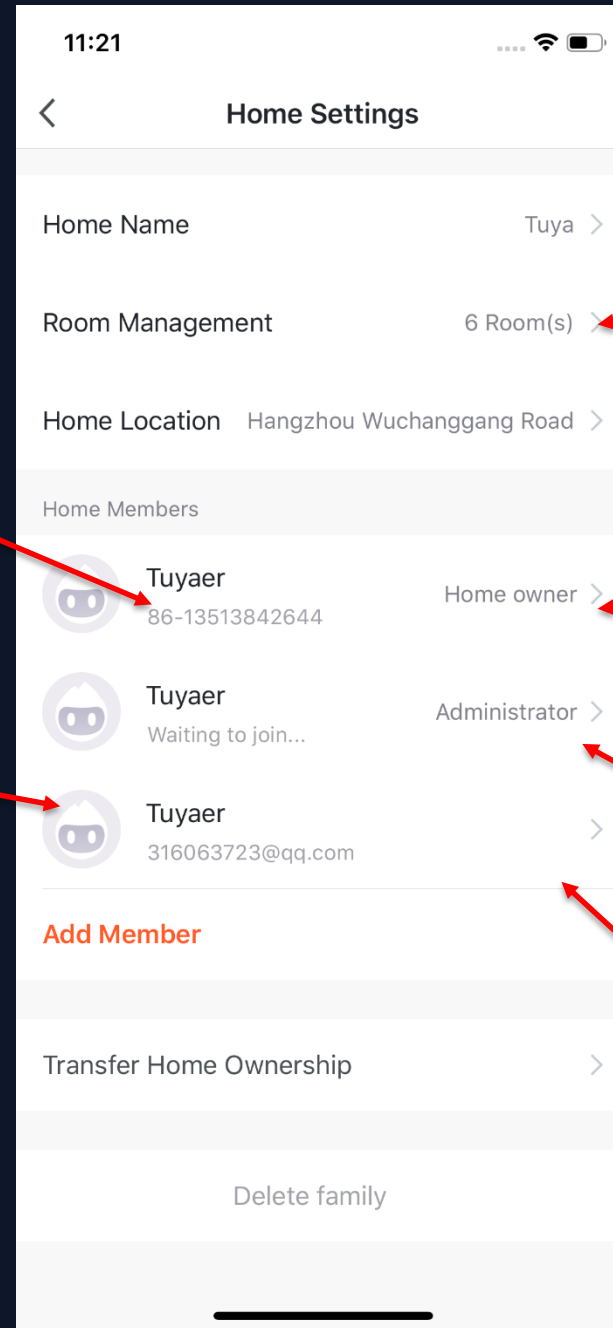 11:21
Home Settings
Home Name Tuya
Room Management 6 Room(s)
Home Location Hangzhou Wuchanggang Road
Home Members
Tuyaer
86-13513842644
Home owner
Tuyaer
Waiting to join...
Administrator
Tuyaer
316063723@qq.com
Add Member
Transfer Home Ownership
Delete family